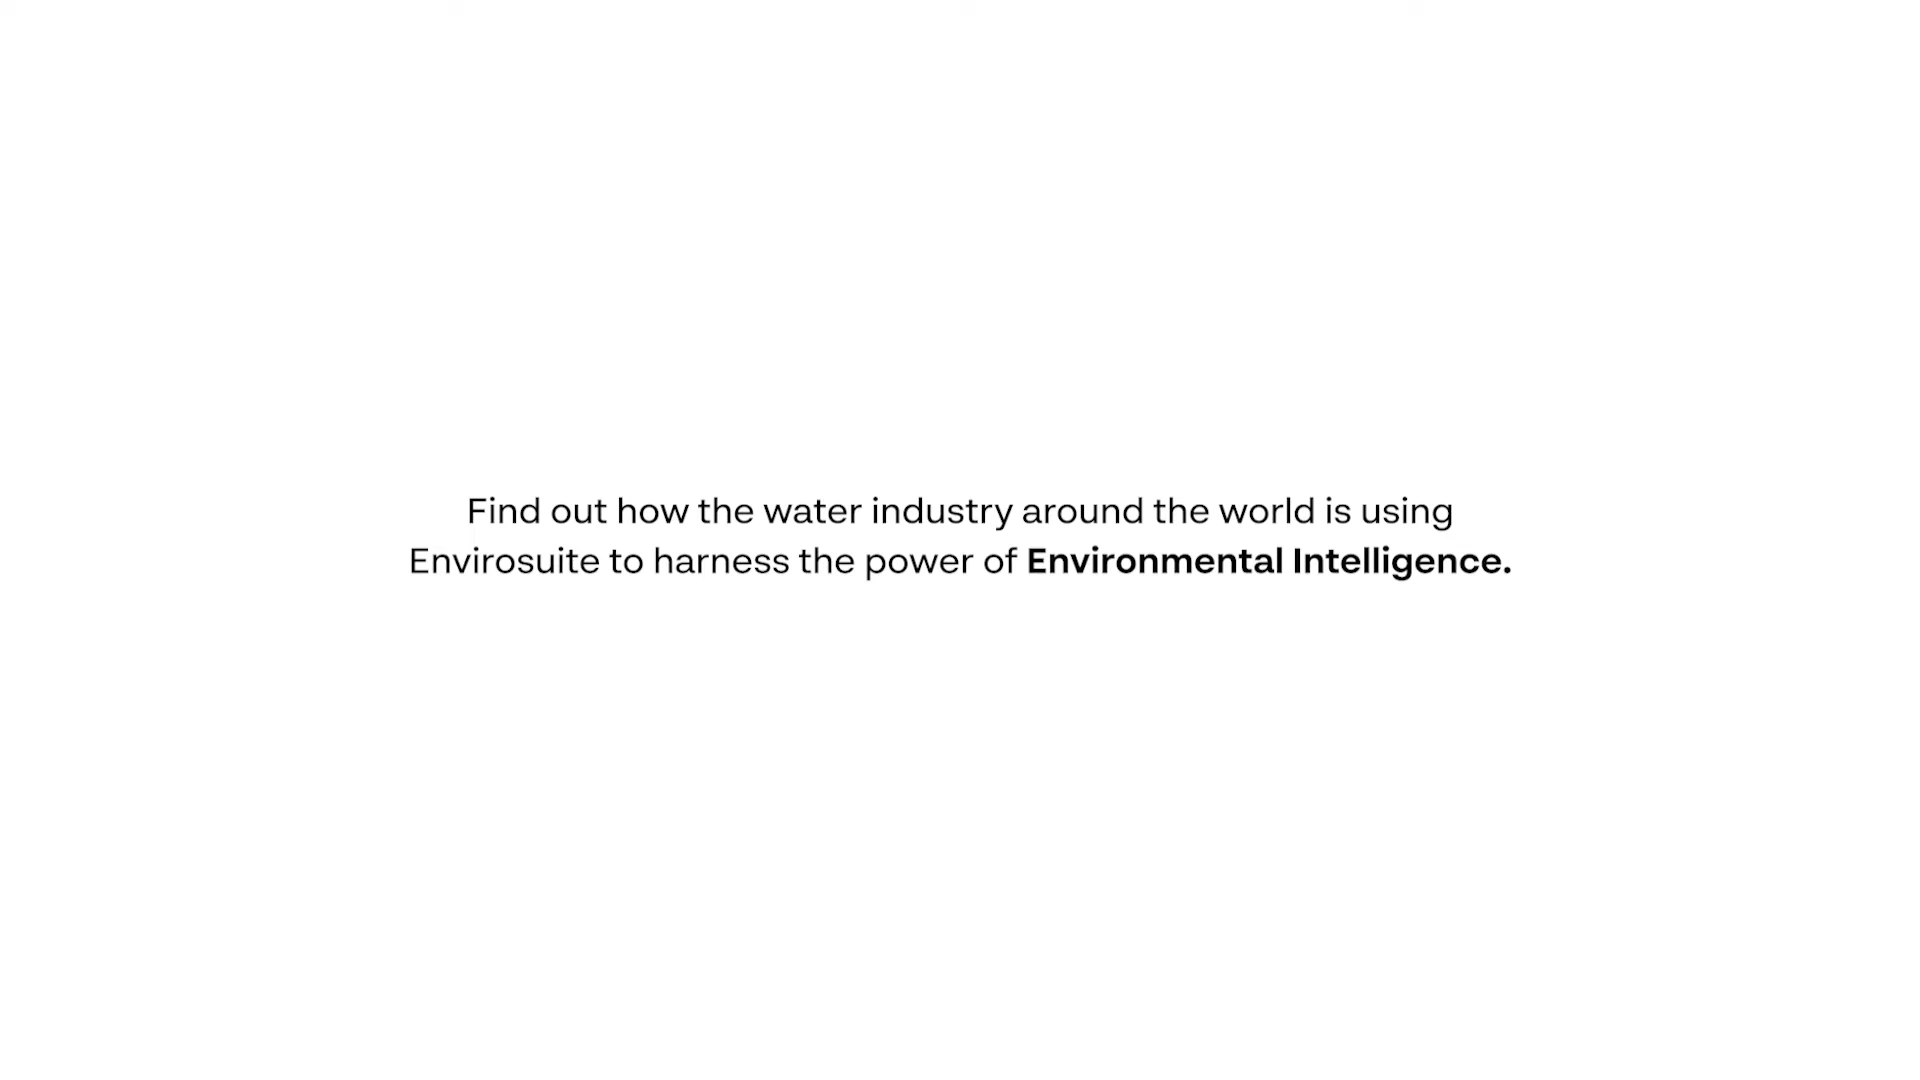 Find out how the water industry around the world is using
Envirosuite to harness the power of Environmental Intelligence.